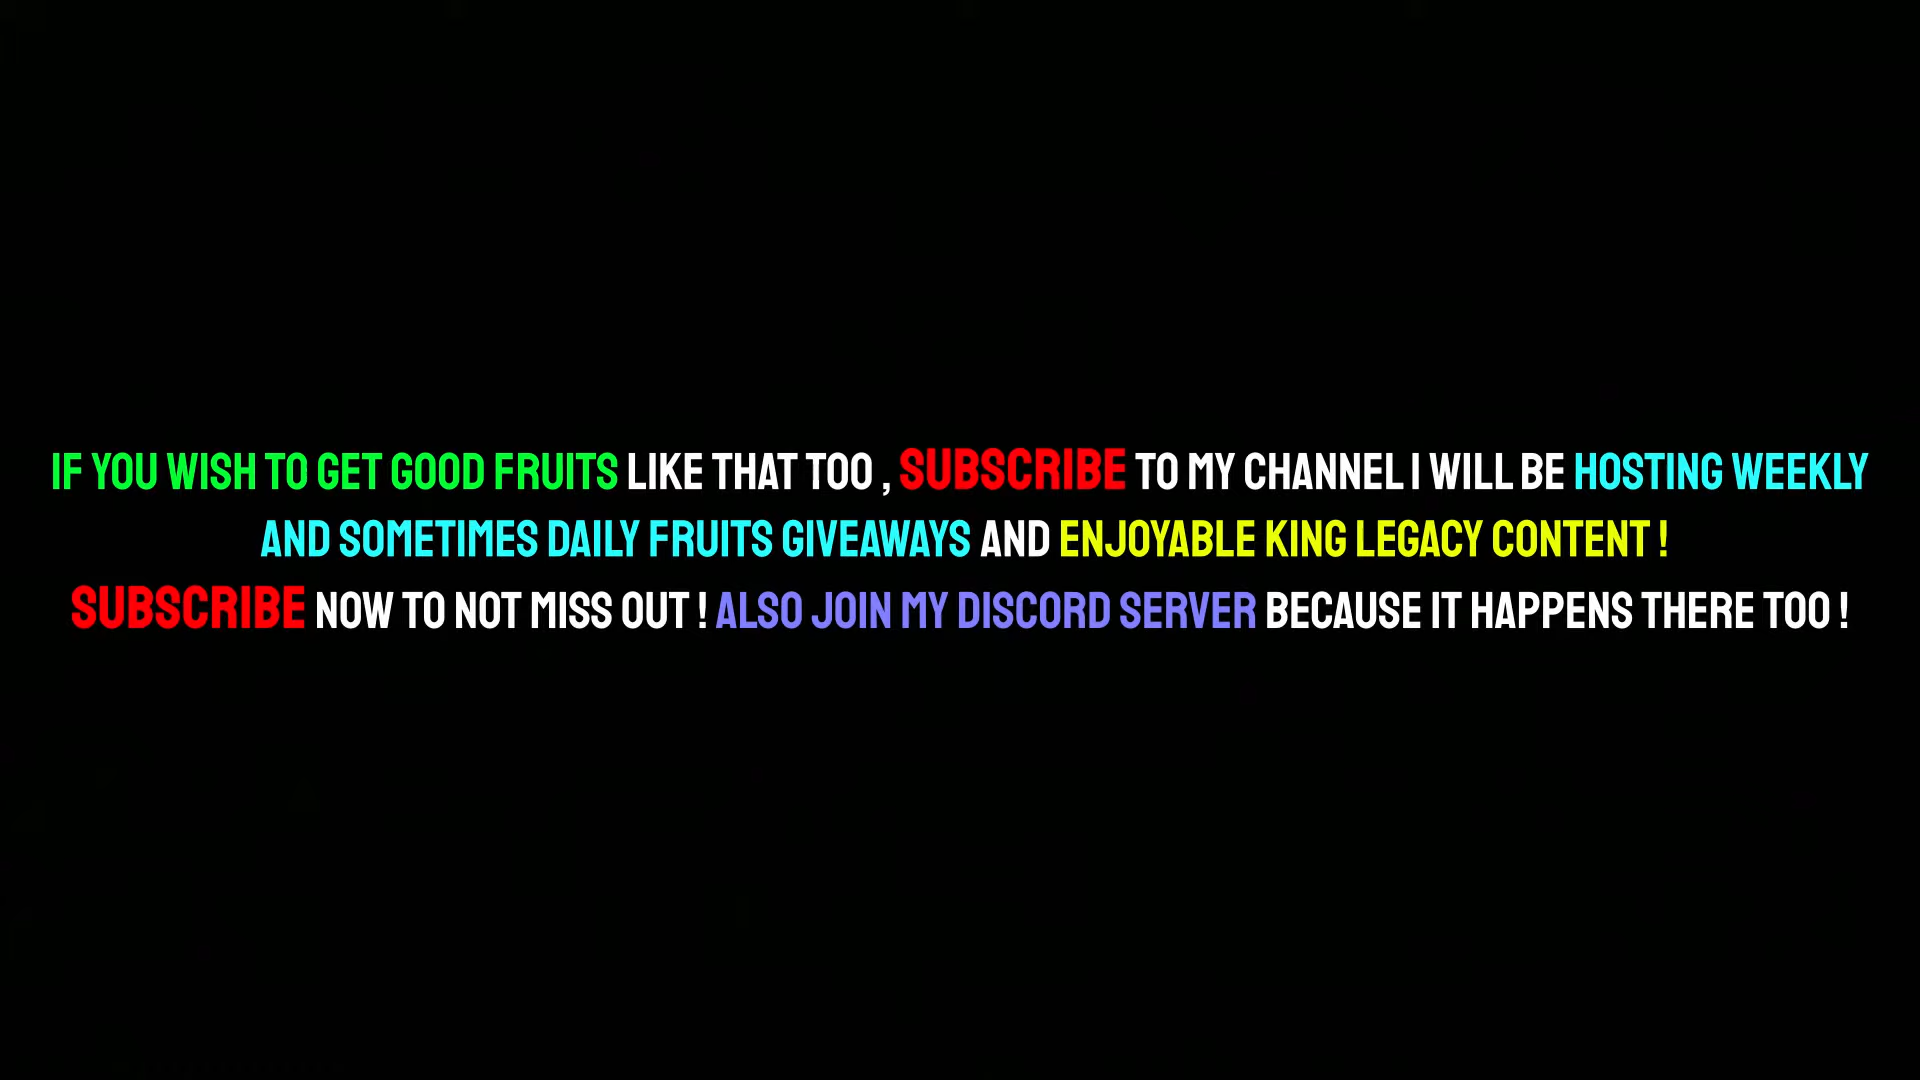 IF YOU WISH TO GET GOOD FRUITS LIKE THAT TOO , SUBSCRIBE TO MY CHANNEL I WILL BE HOSTING WEEKLY
AND SOMETIMES DAILY FRUITS GIVEAWAYS AND ENJOYABLE KING LEGACY CONTENT !
SUBSCRIBE NOW TO NOT MISS OUT ! ALSO JOIN MY DISCORD SERVER BECAUSE IT HAPPENS THERE TOO !